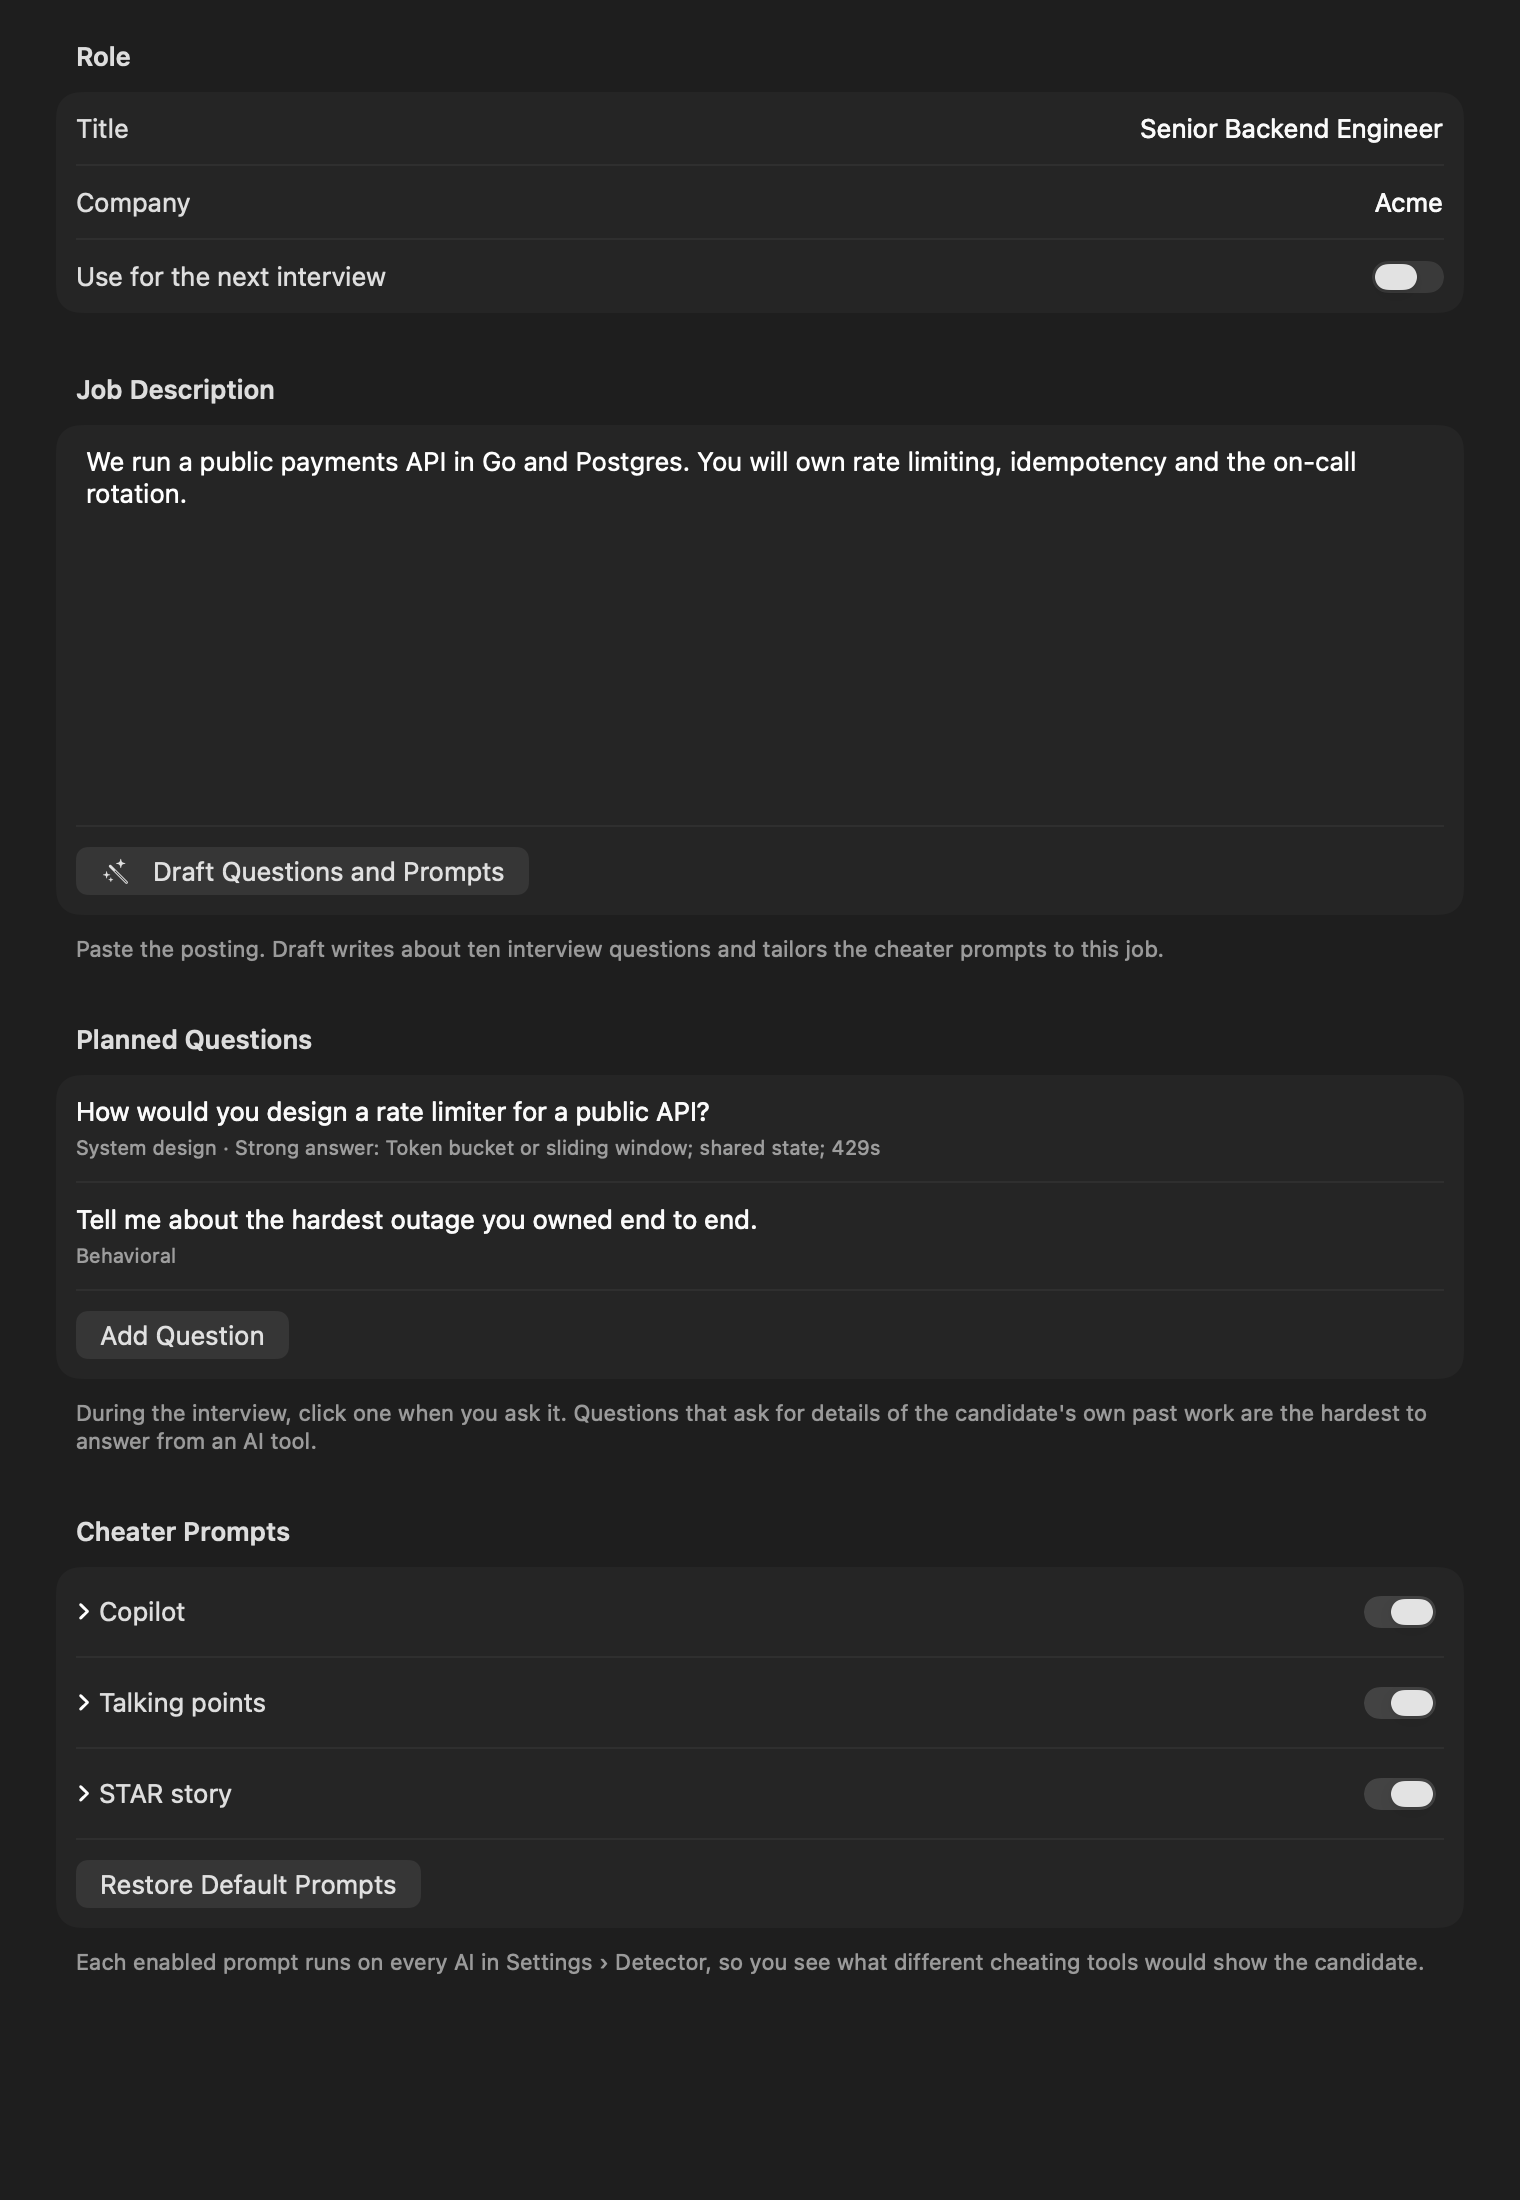 Role
Title
Senior Backend Engineer
Company
Acme
Use for the next interview
Job Description
We run a public payments API in Go and Postgres. You will own rate limiting, idempotency and the on-call
rotation.
Draft Questions and Prompts
Paste the posting. Draft writes about ten interview questions and tailors the cheater prompts to this job.
Planned Questions
How would you design a rate limiter for a public API?
System design · Strong answer: Token bucket or sliding window; shared state; 429s
Tell me about the hardest outage you owned end to end.
Behavioral
Add Question
During the interview, click one when you ask it. Questions that ask for details of the candidate's own past work are the hardest to
answer from an AI tool.
Cheater Prompts
Copilot
Talking points
STAR story
Restore Default Prompts
Each enabled prompt runs on every AI in Settings › Detector, so you see what different cheating tools would show the candidate.